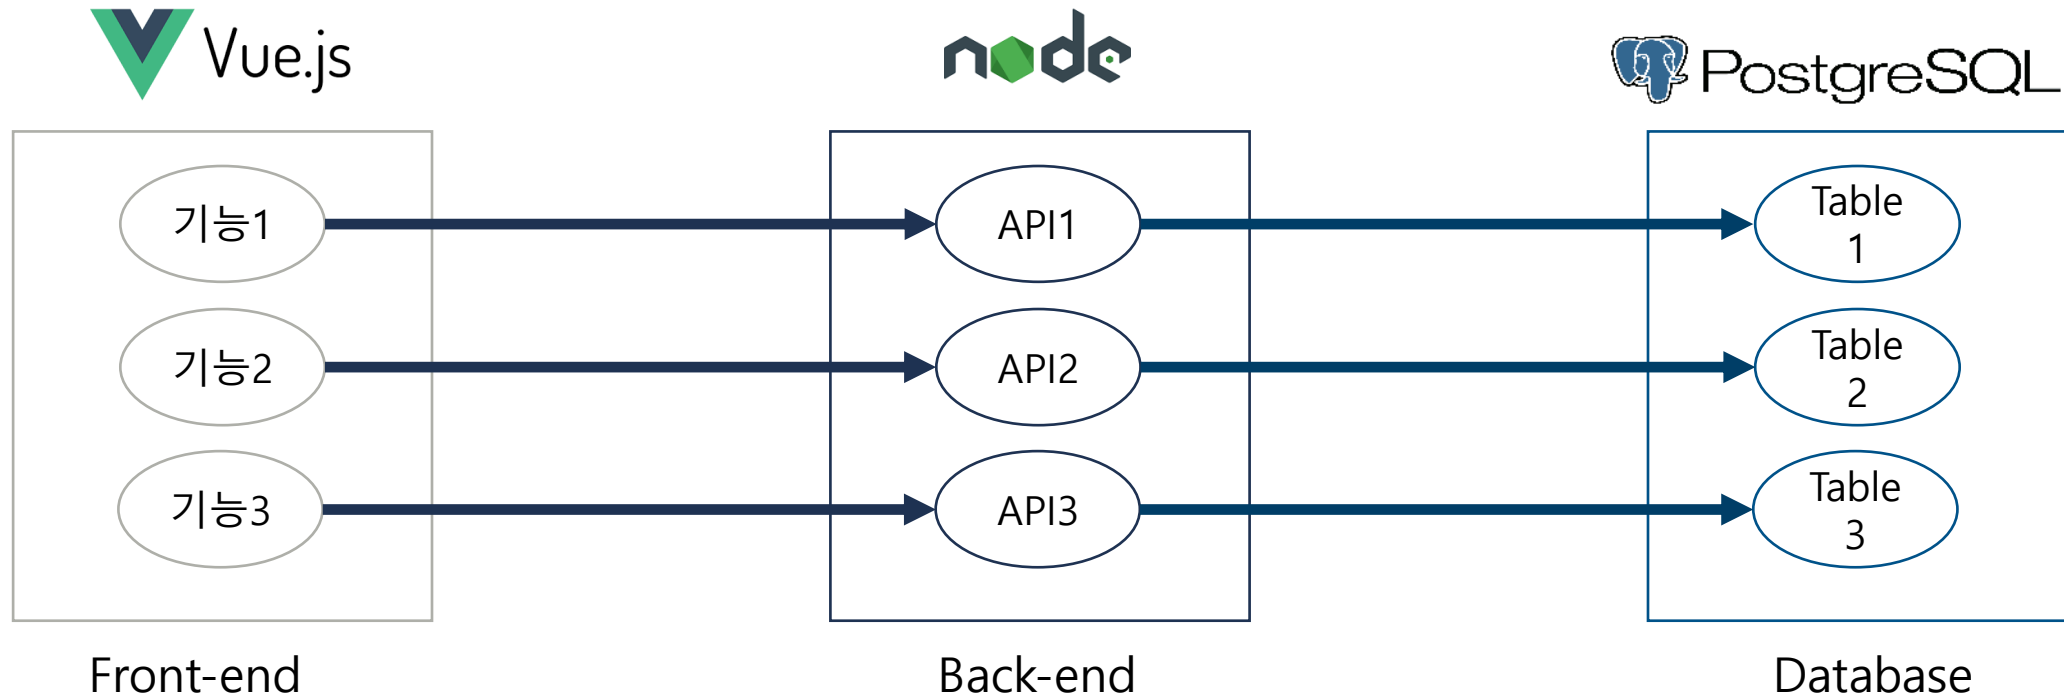 Vue.js
node
PostgreSQL
기능1
API1
Table
1
기능2
API2
Table
2
기능3
API3
Table
3
Front-end
Back-end
Database